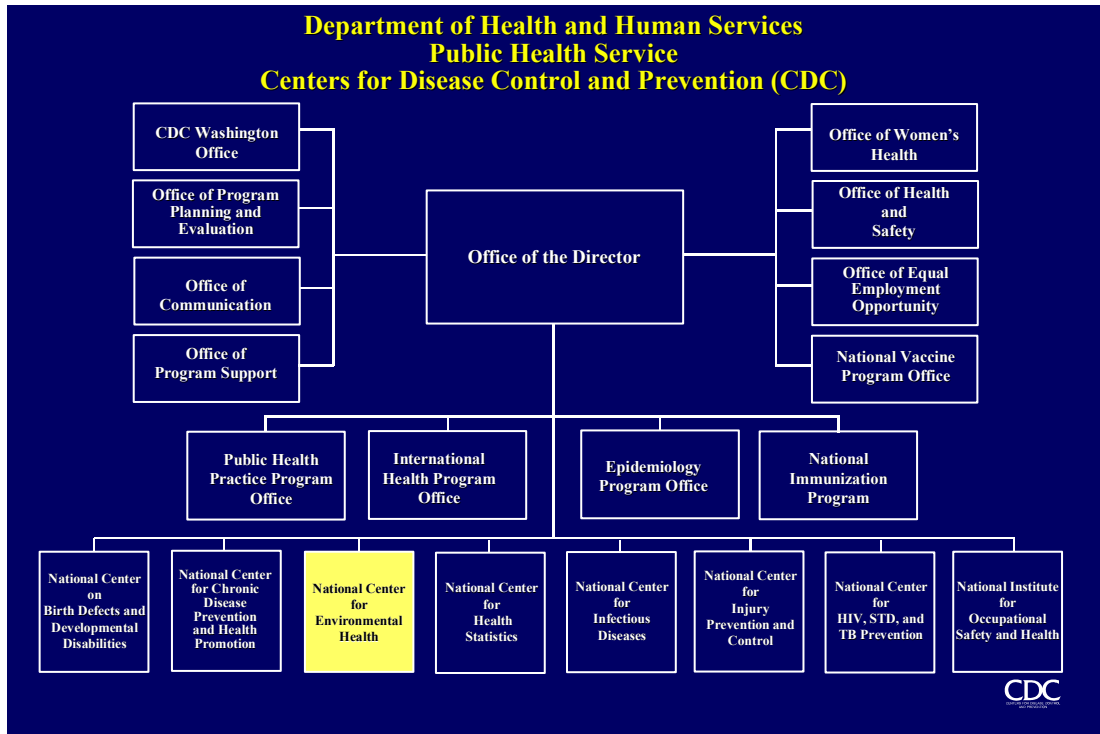 Department of Health and Human Services
Public Health Service
Centers for Disease Control and Prevention (CDC)
CDC Washington
Office
Office of Program
Planning and
Evaluation
Office of
Communication
Office of
Program Support
Office of the Director
Office of Women's
Health
Office of Health
and
Safety
Office of Equal
Employment
Opportunity
National Vaccine
Program Office
Public Health
Practice Program
Office
International
Health Program
Office
Epidemiology
Program Office
National
Immunization
Program
National Center
on
Birth Defects and
Developmental
Disabilities
National Center
for Chronic
Disease
Prevention
and Health
Promotion
National Center
for
Environmental
Health
National Center
for
Health
Statistics
National Center
for
Infectious
Diseases
National Center
for
Injury
Prevention and
Control
National Center
for
HIV, STD, and
TB Prevention
National Institute
for
Occupational
Safety and Health
CDC
CENTERS FOR DISEASE CONTROL
AND PREVENTION